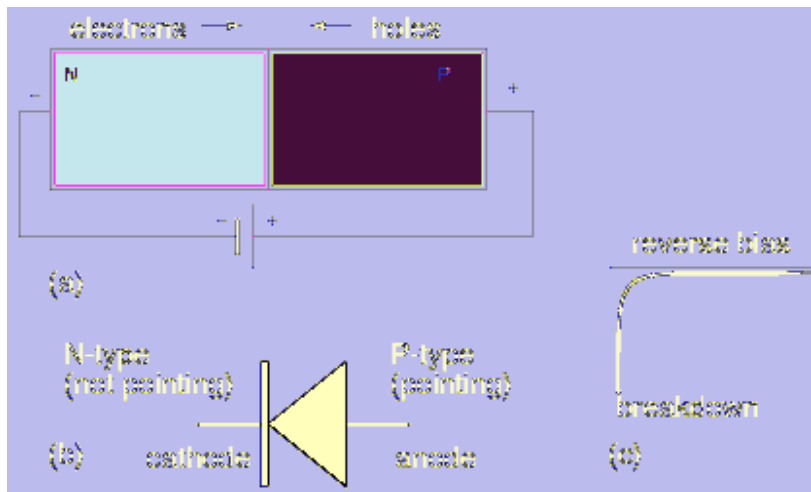 electrons holes
N P
- +
- +
(a)
reverse bias
N-type P-type
(not pointing) (pointing)
breakdown
(b) cathode anode (c)